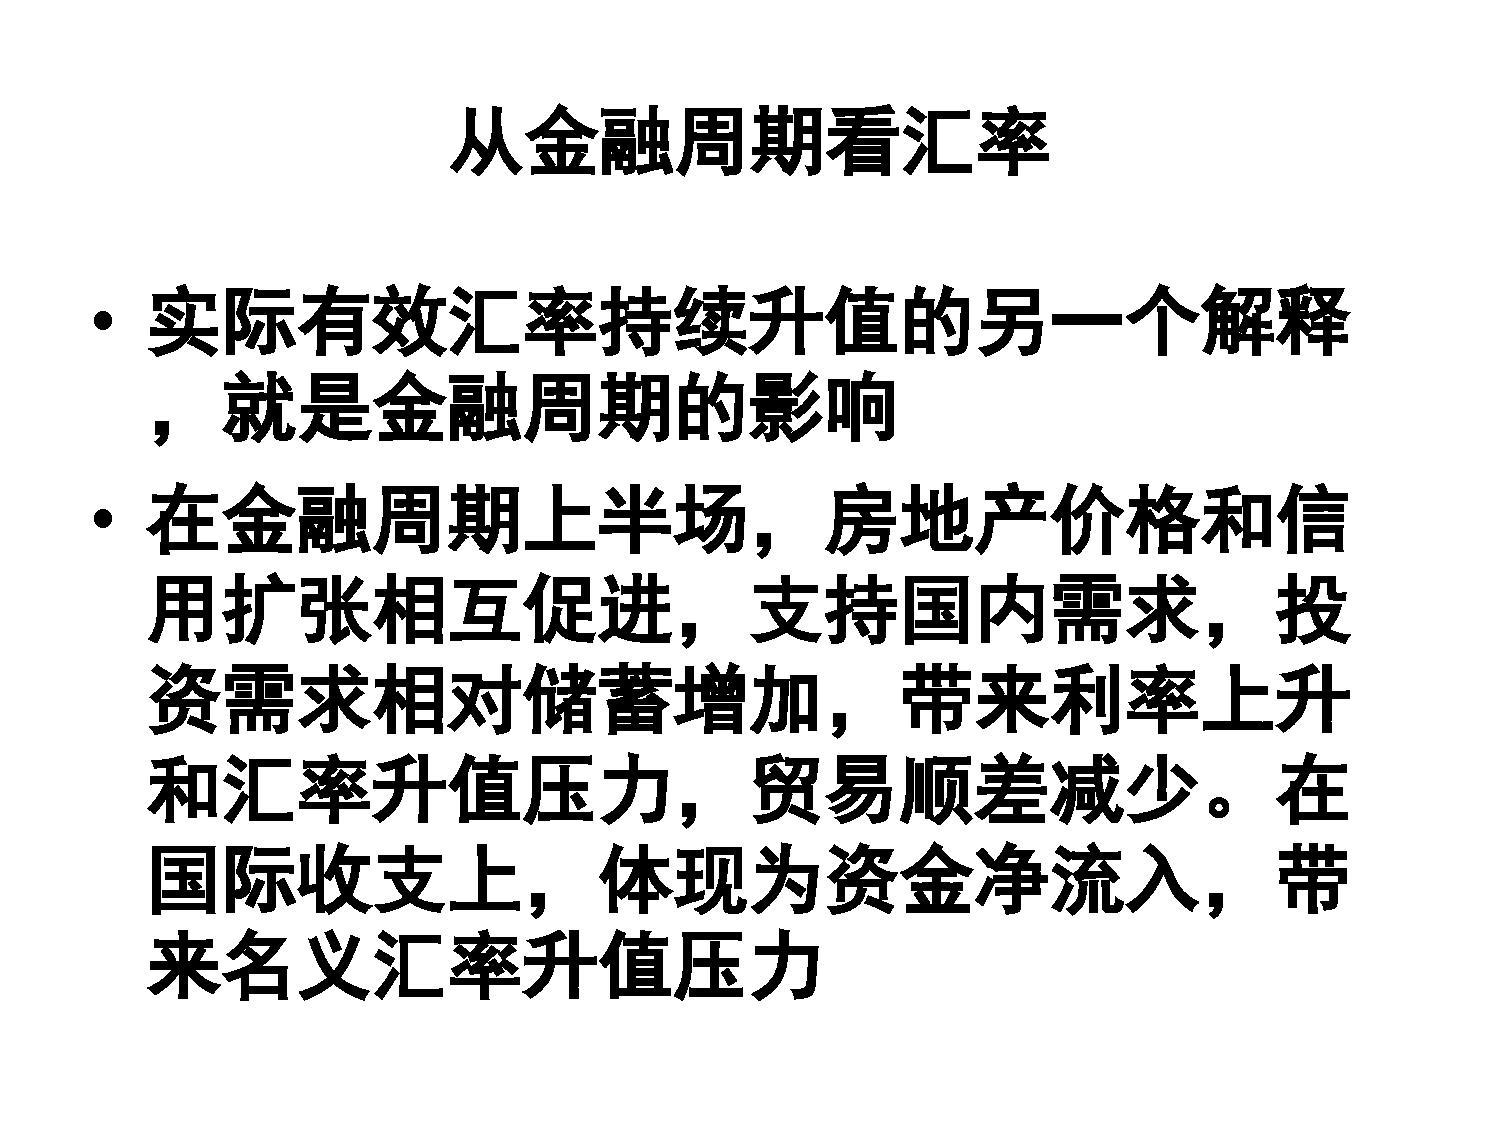 从金融周期看汇率
• 实际有效汇率持续升值的另一个解释
，就是金融周期的影响
• 在金融周期上半场，房地产价格和信
用扩张相互促进，支持国内需求，投
资需求相对储蓄增加，带来利率上升
和汇率升值压力，贸易顺差减少。在
国际收支上，体现为资金净流入，带
来名义汇率升值压力